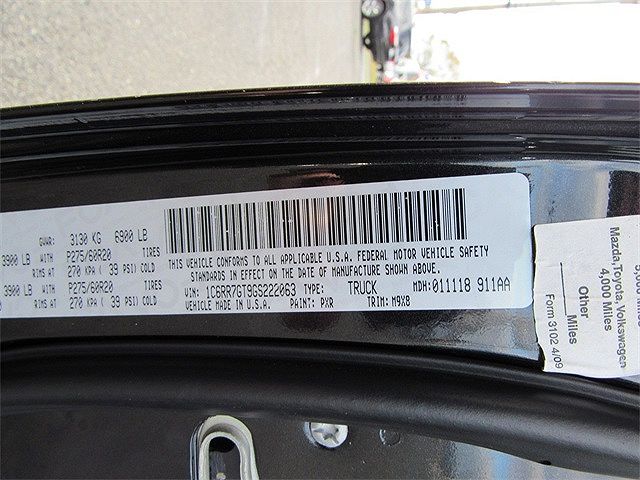 GVWR: 3130 KG 6900 LB
3900 LB WITH P275/60R20 TIRES
RIMS AT 270 KPA ( 39 PSI) COLD
3900 LB WITH P275/60R20 TIRES
RIMS AT 270 KPA ( 39 PSI) COLD
THIS VEHICLE CONFORMS TO ALL APPLICABLE U.S.A. FEDERAL MOTOR VEHICLE SAFETY
STANDARDS IN EFFECT ON THE DATE OF MANUFACTURE SHOWN ABOVE.
VIN: 1C6RR7GT9GS222063 TYPE: TRUCK MDH: 011118 911AA
VEHICLE MADE IN U.S.A. PAINT: PXR TRIM: M9X8
Mazda, Toyota, Volkswagen
4,000 Miles
Other
Miles
Form 3102 4/09